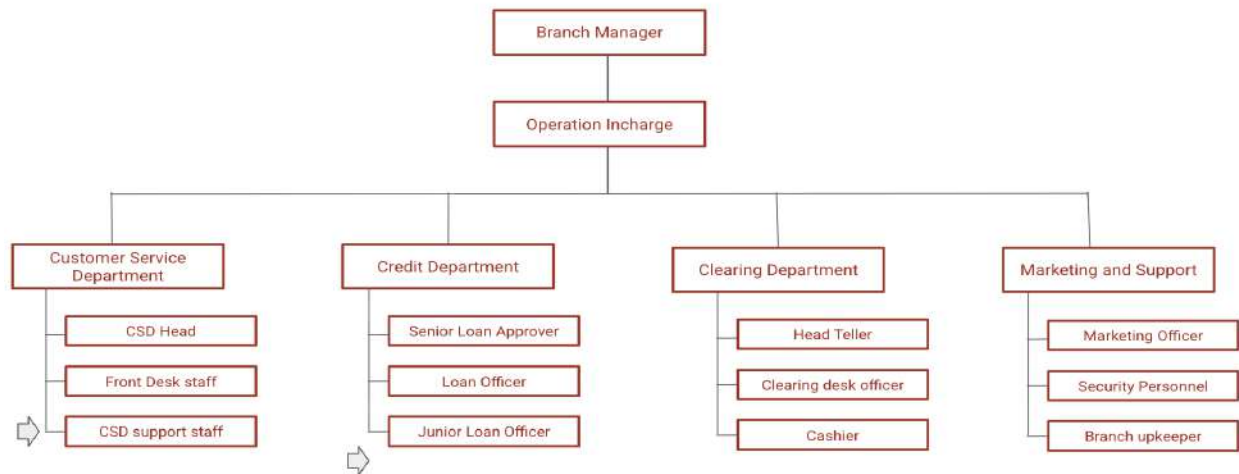 Branch Manager
Operation Incharge
Customer Service
Department
CSD Head
Front Desk staff
CSD support staff
Credit Department
Senior Loan Approver
Loan Officer
Junior Loan Officer
Clearing Department
Head Teller
Clearing desk officer
Cashier
Marketing and Support
Marketing Officer
Security Personnel
Branch upkeeper